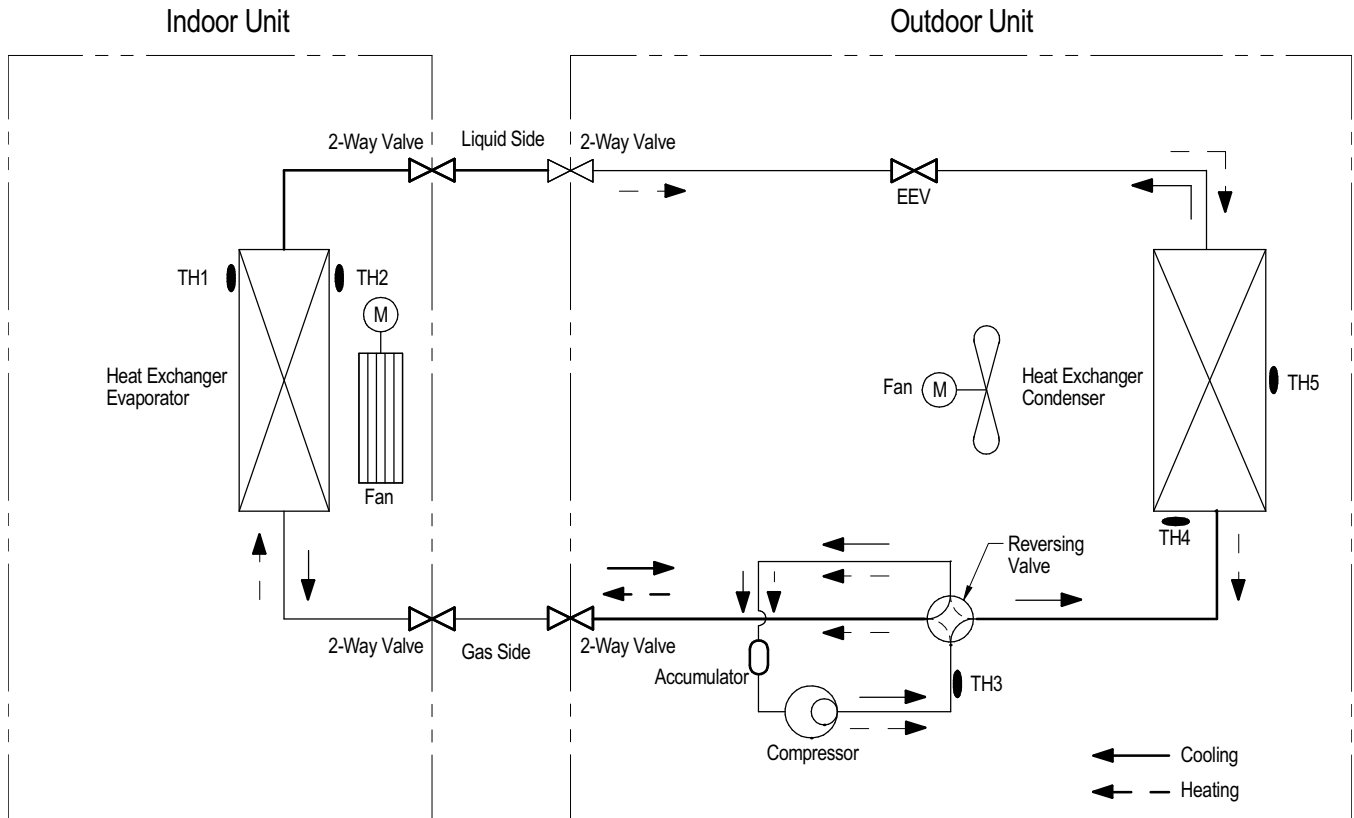 Indoor Unit
Outdoor Unit
2-Way Valve
Liquid Side
2-Way Valve
EEV
TH1
TH2
M
Heat Exchanger
Evaporator
Fan
Fan
M
Heat Exchanger
Condenser
TH5
TH4
Reversing
Valve
2-Way Valve
Gas Side
2-Way Valve
Accumulator
TH3
Compressor
Cooling
Heating